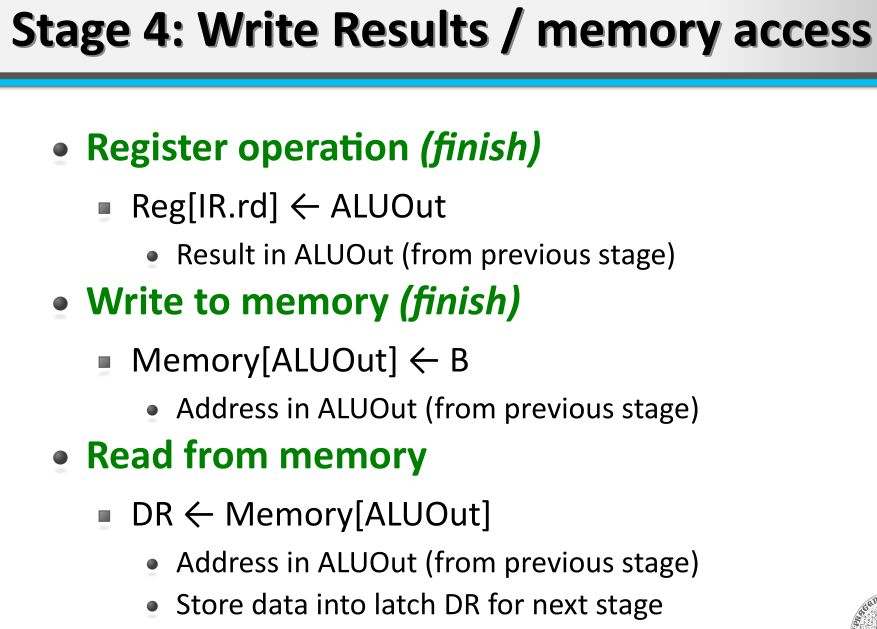 Stage 4: Write Results / memory access
Register operation (finish)
Reg[IR.rd] ← ALUOut
Result in ALUOut (from previous stage)
Write to memory (finish)
Memory[ALUOut] ← B
Address in ALUOut (from previous stage)
Read from memory
DR ← Memory[ALUOut]
Address in ALUOut (from previous stage)
Store data into latch DR for next stage